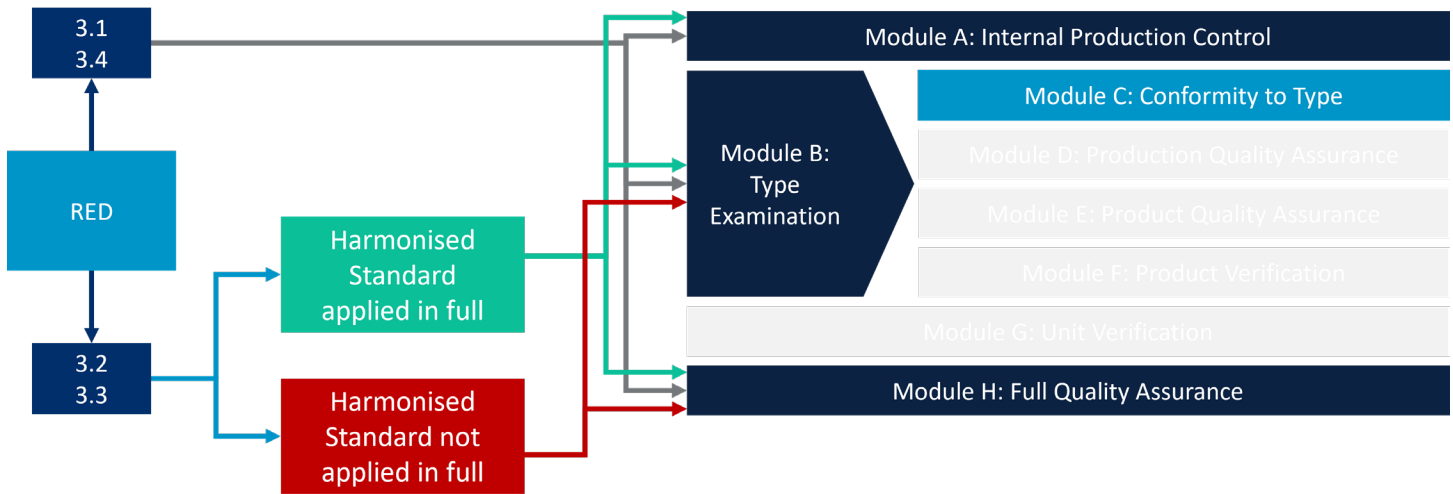 3.1
3.4
RED
3.2
3.3
Harmonised
Standard
applied in full
Harmonised
Standard not
applied in full
Module A: Internal Production Control
Module B:
Type
Examination
Module C: Conformity to Type
Module D: Production Quality Assurance
Module E: Product Quality Assurance
Module F: Product Verification
Module G: Unit Verification
Module H: Full Quality Assurance